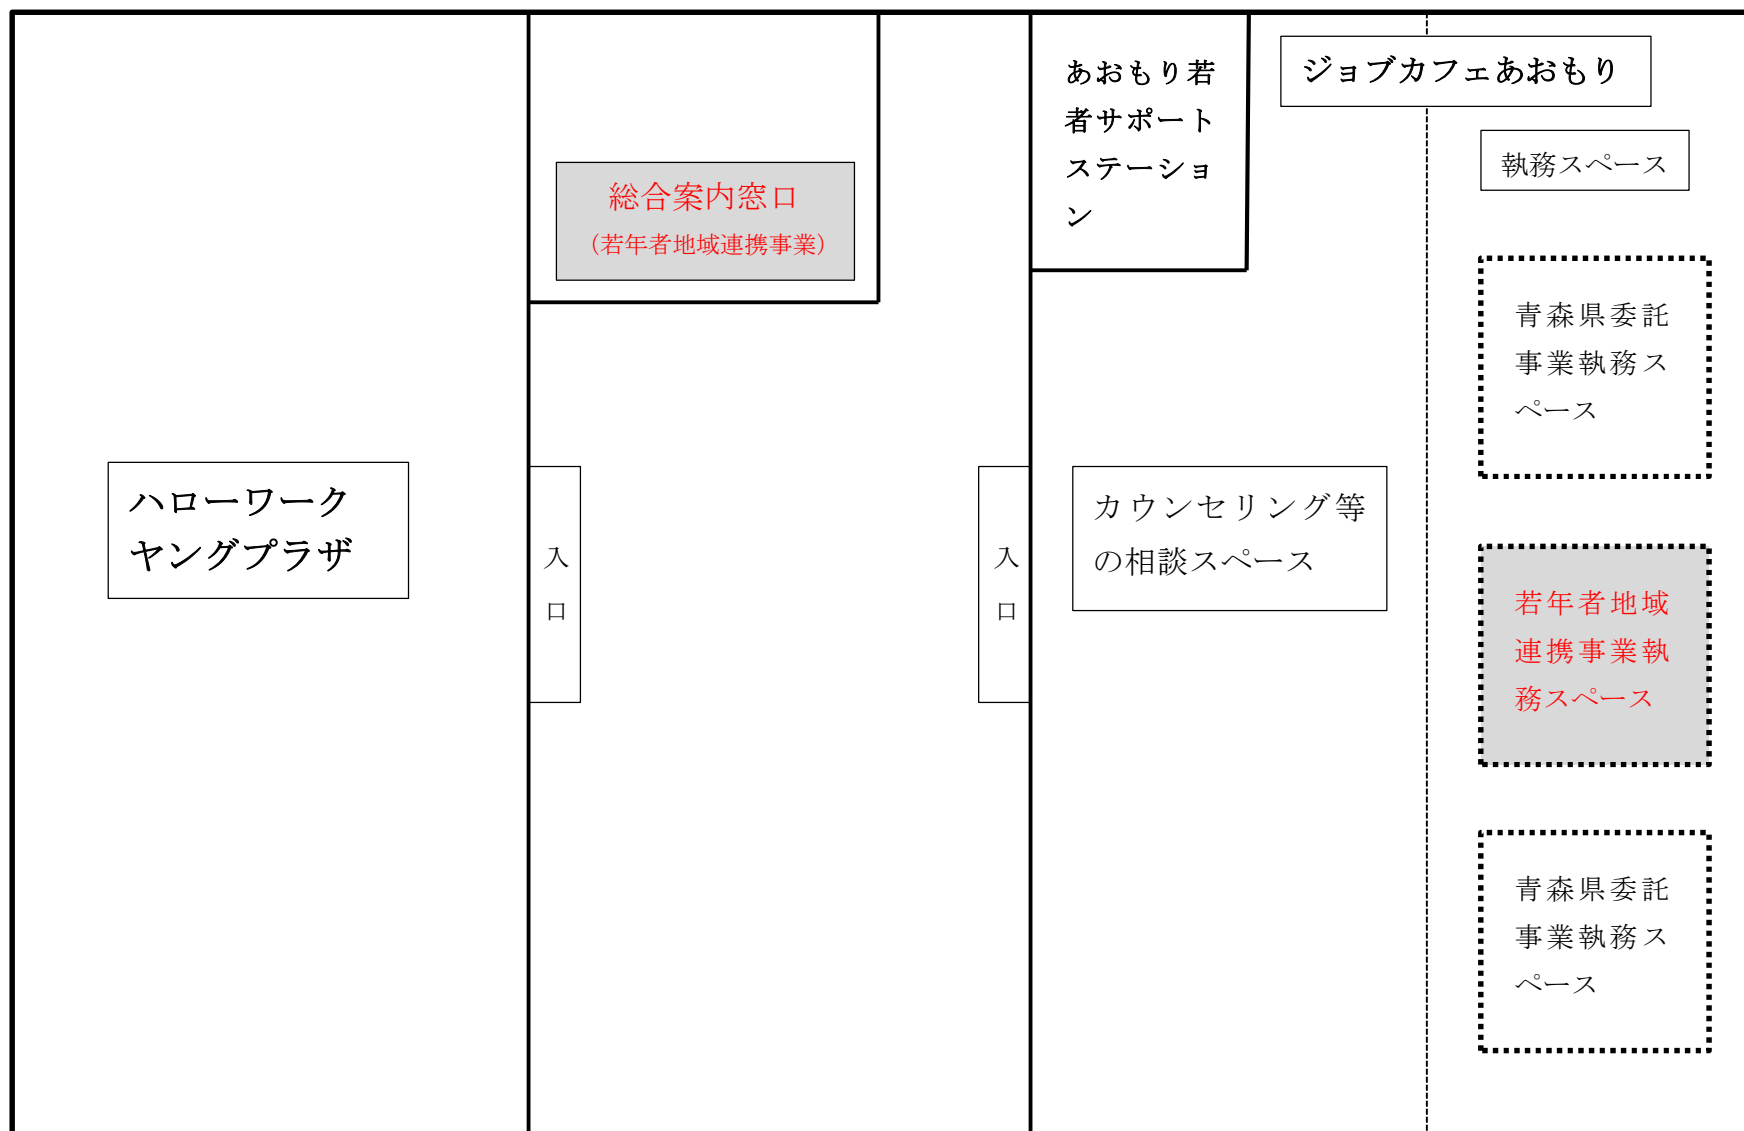 ハローワーク
ヤングプラザ
総合案内窓口
（若年者地域連携事業）
入
口
入
口
あおもり若
者サポート
ステーショ
ン
ジョブカフェあおもり
カウンセリング等
の相談スペース
執務スペース
青森県委託
事業執務ス
ペース
若年者地域
連携事業執
務スペース
青森県委託
事業執務ス
ペース